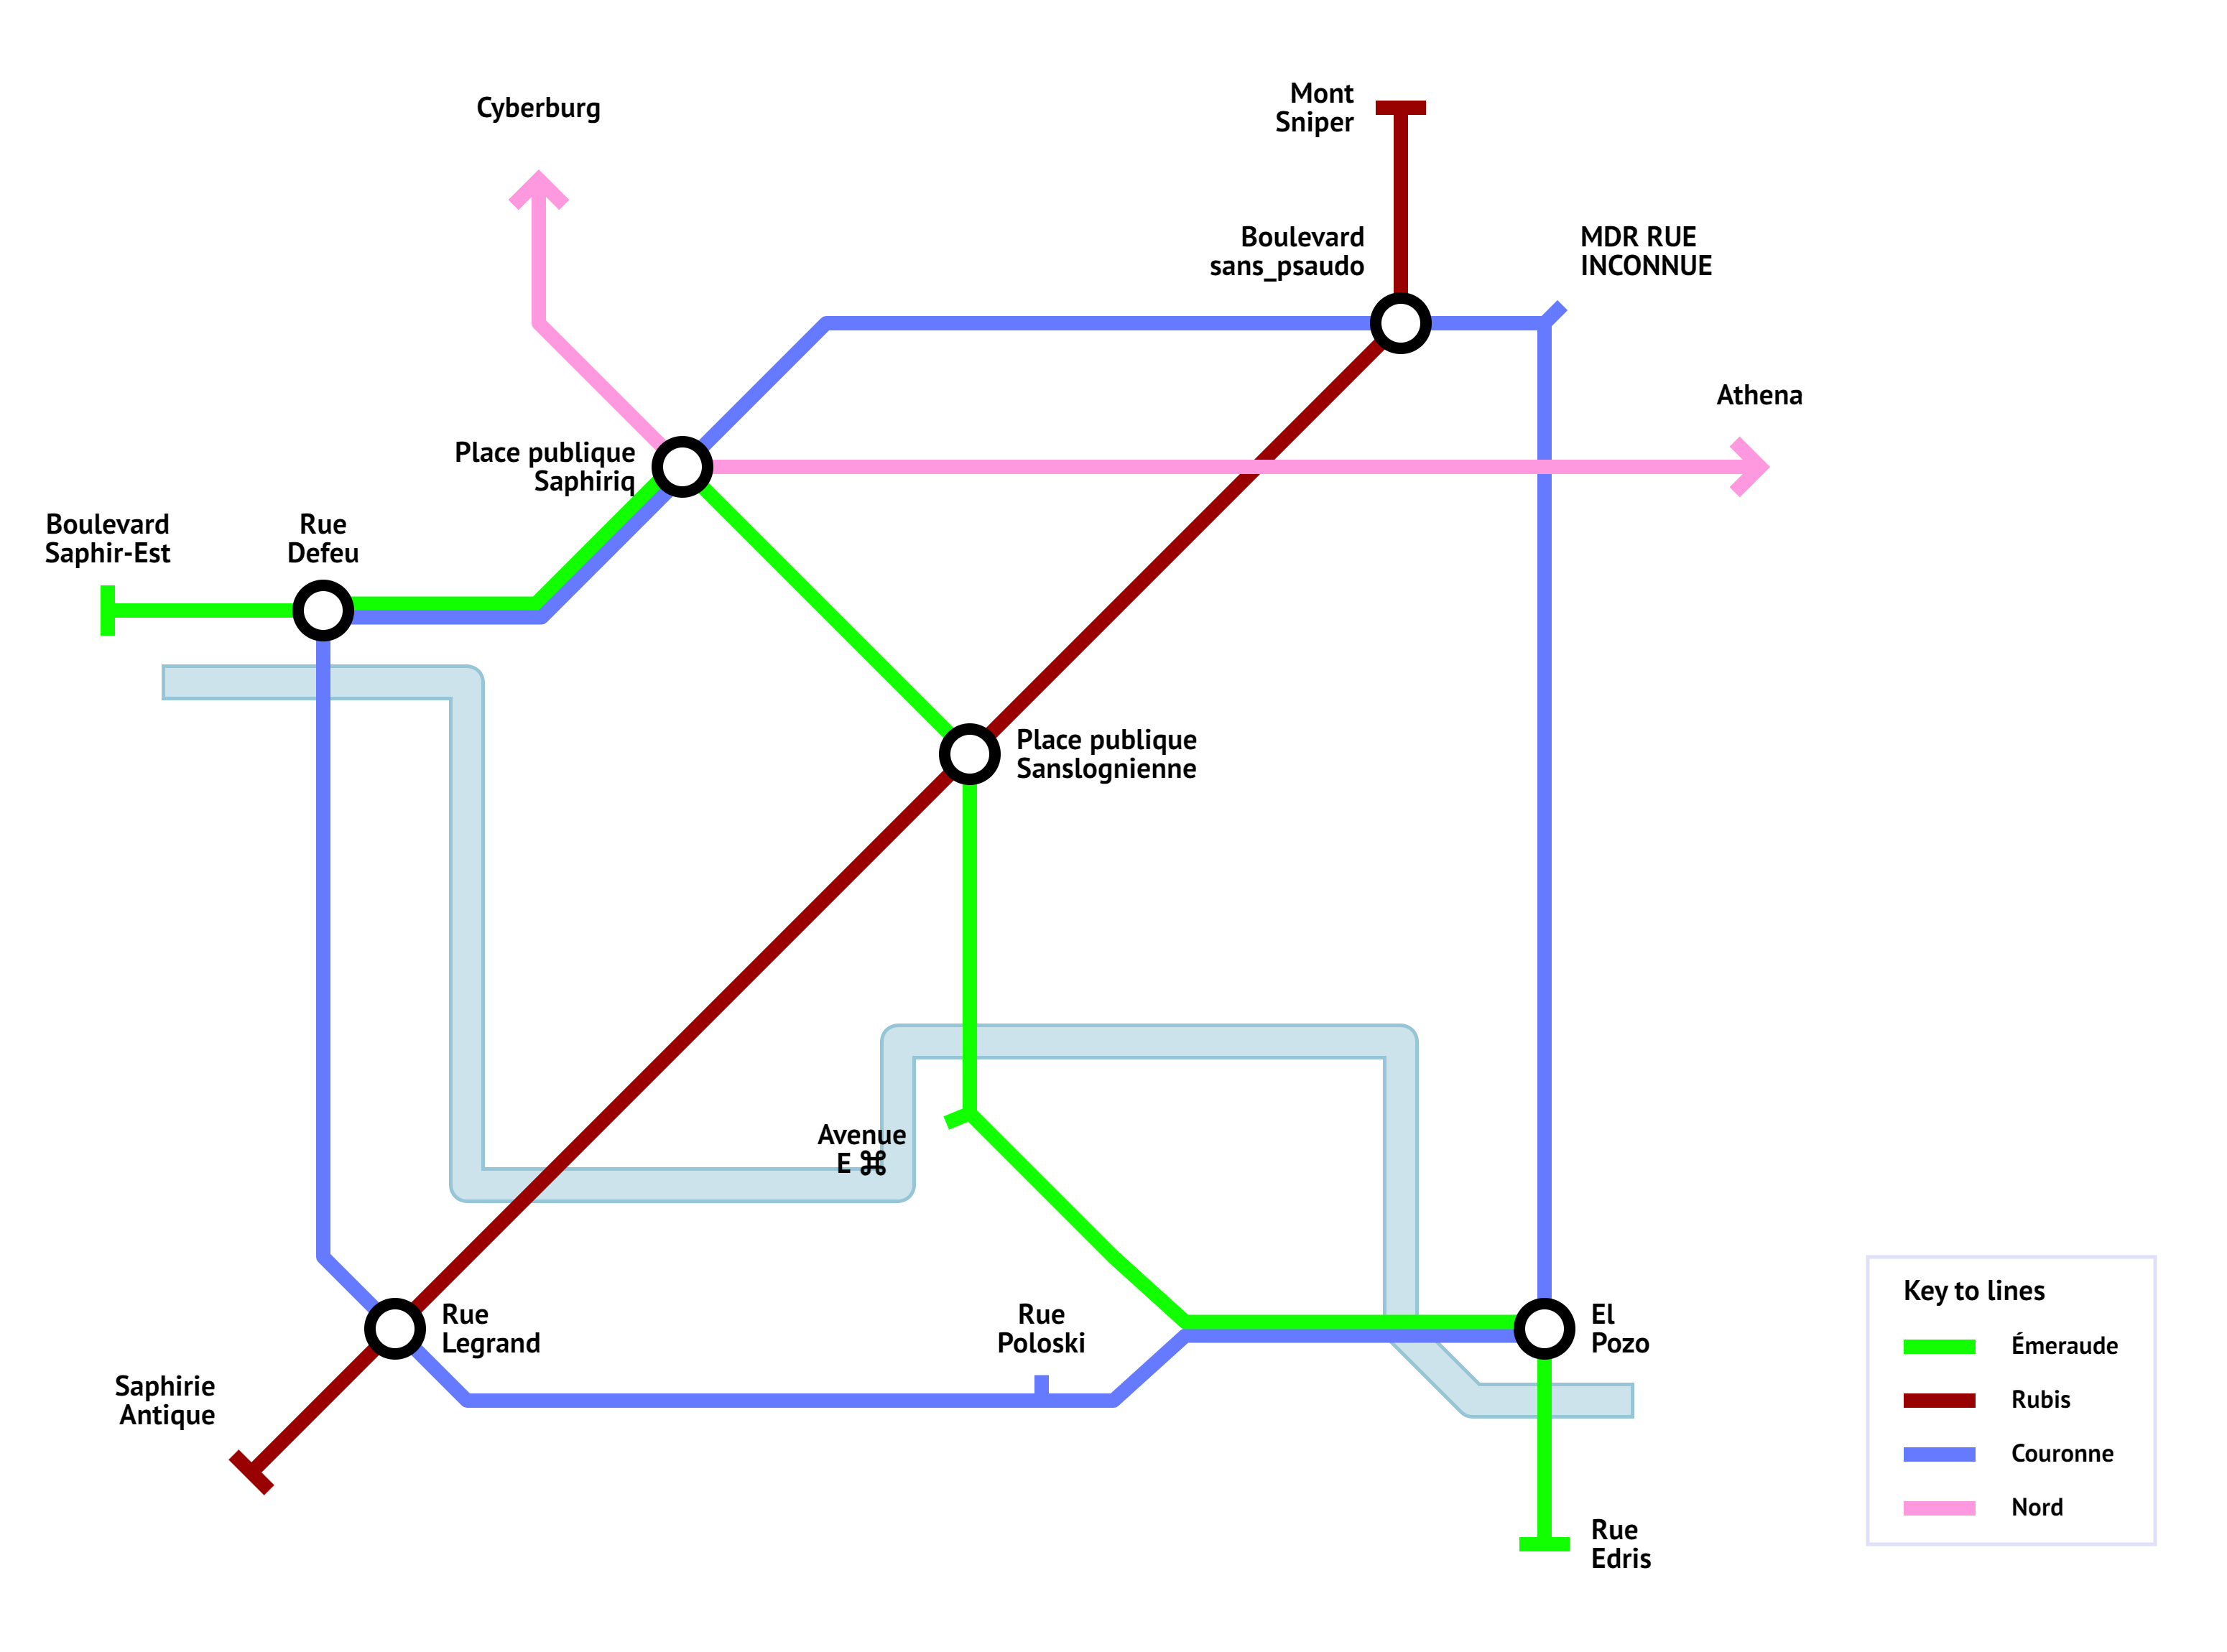 Cyberburg
Mont
Sniper
Boulevard
sans_psaudo
MDR RUE
INCONNUE
Athena
Place publique
Saphiriq
Boulevard
Saphir-Est
Rue
Defeu
Place publique
Sanslognienne
Avenue
E ⌘
Rue
Legrand
Rue
Poloski
El
Pozo
Saphirie
Antique
Rue
Edris
Key to lines
Émeraude
Rubis
Couronne
Nord